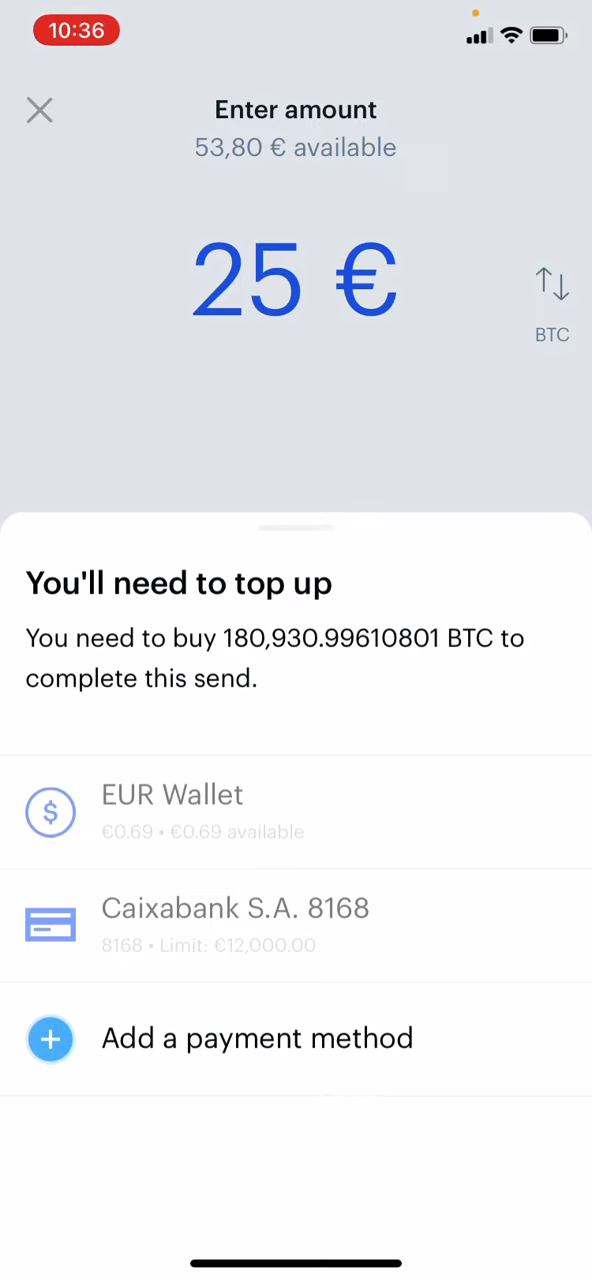 10:36
Enter amount
53,80 € available
25 €
BTC
You'll need to top up
You need to buy 180,930.99610801 BTC to
complete this send.
EUR Wallet
€0.69 • €0.69 available
Caixabank S.A. 8168
8168 • Limit: €12,000.00
Add a payment method